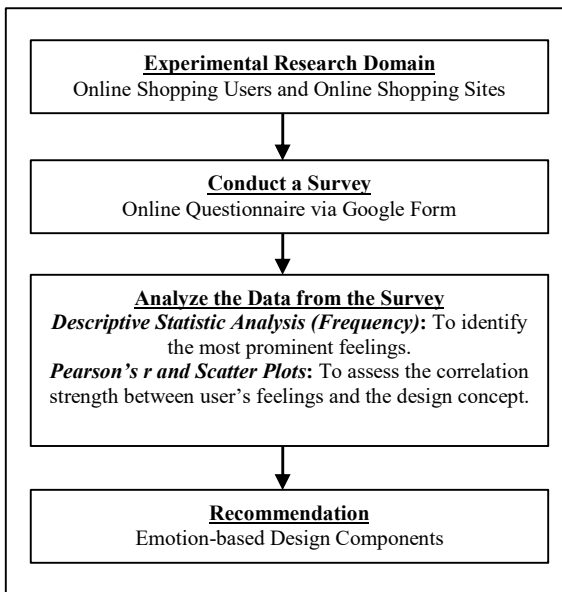 Experimental Research Domain
Online Shopping Users and Online Shopping Sites
Conduct a Survey
Online Questionnaire via Google Form
Analyze the Data from the Survey
Descriptive Statistic Analysis (Frequency): To identify
the most prominent feelings.
Pearson's r and Scatter Plots: To assess the correlation
strength between user's feelings and the design concept.
Recommendation
Emotion-based Design Components